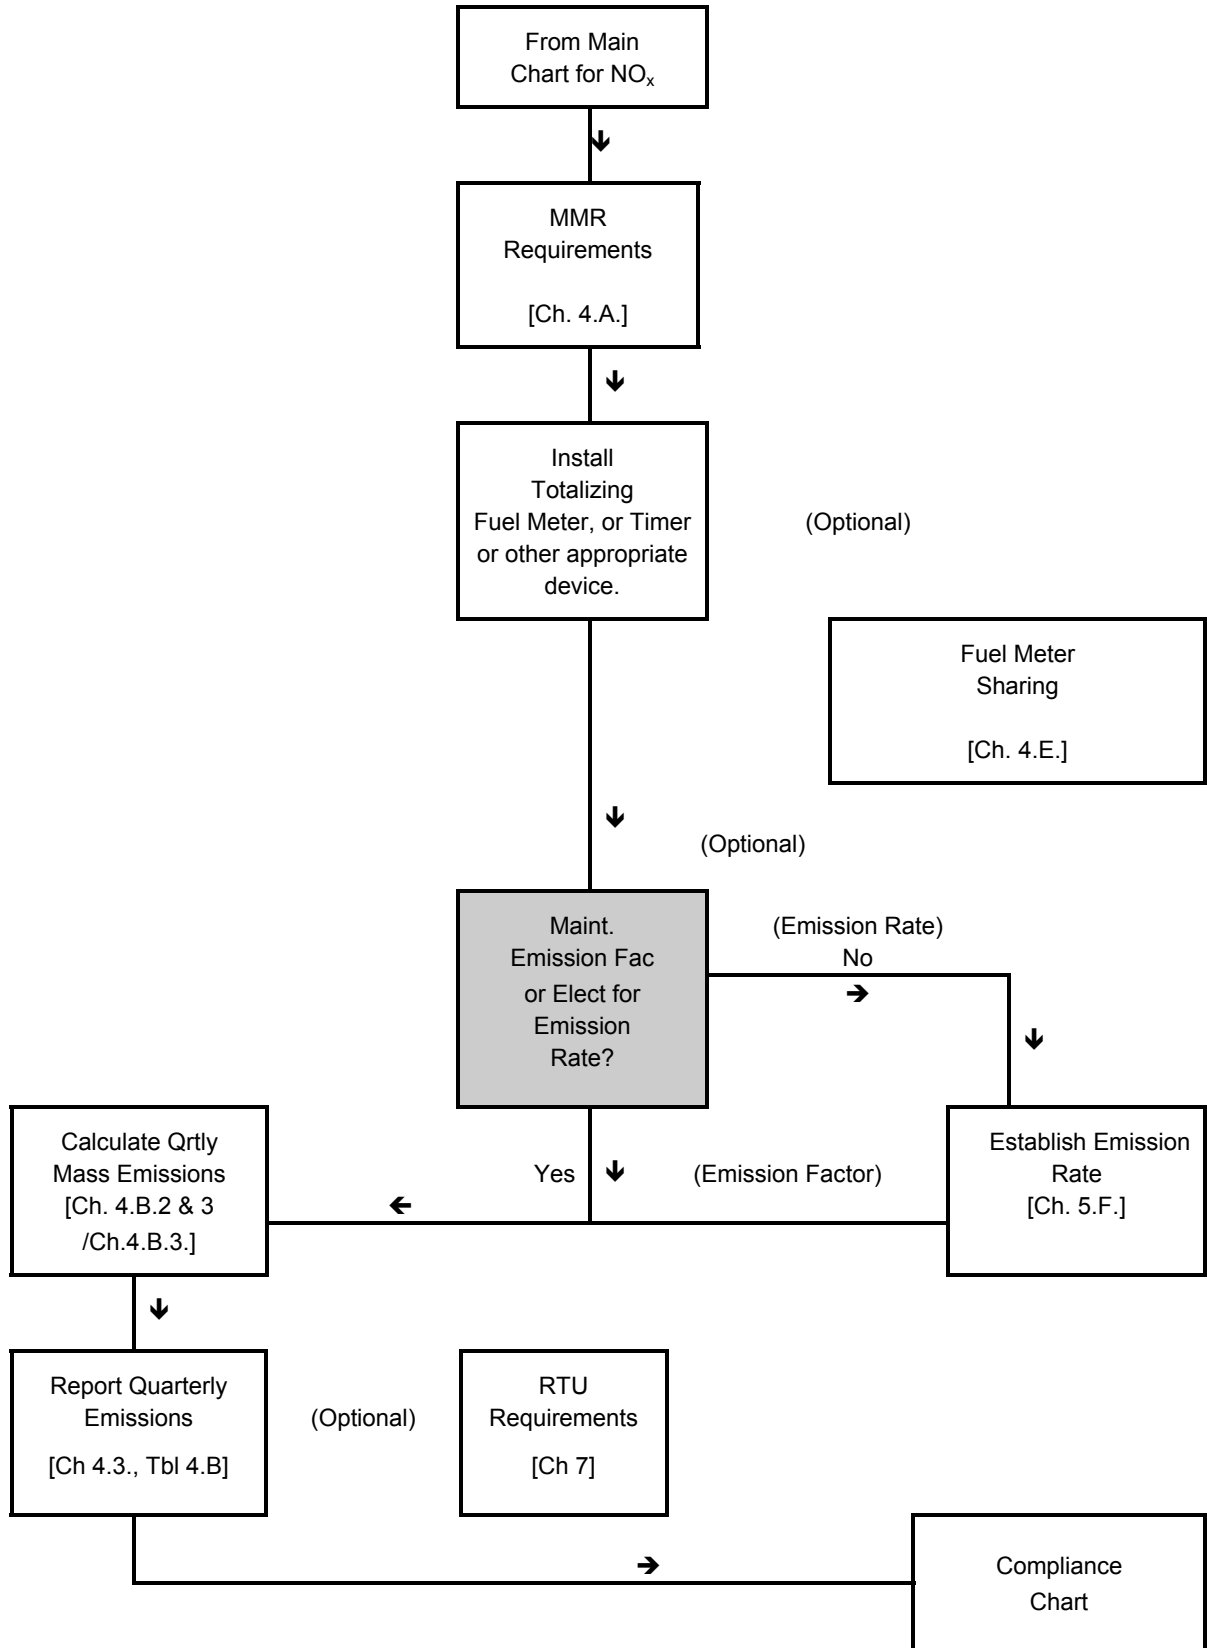 From Main
Chart for NOx
MMR
Requirements
[Ch. 4.A.]
Install
Totalizing
Fuel Meter, or Timer
or other appropriate
device.
(Optional)
Fuel Meter
Sharing
[Ch. 4.E.]
(Optional)
Maint.
Emission Fac
or Elect for
Emission
Rate?
(Emission Rate)
No
Calculate Qrtly
Mass Emissions
[Ch. 4.B.2 & 3
/Ch.4.B.3.]
Yes
(Emission Factor)
Establish Emission
Rate
[Ch. 5.F.]
Report Quarterly
Emissions
[Ch 4.3., Tbl 4.B]
(Optional)
RTU
Requirements
[Ch 7]
Compliance
Chart